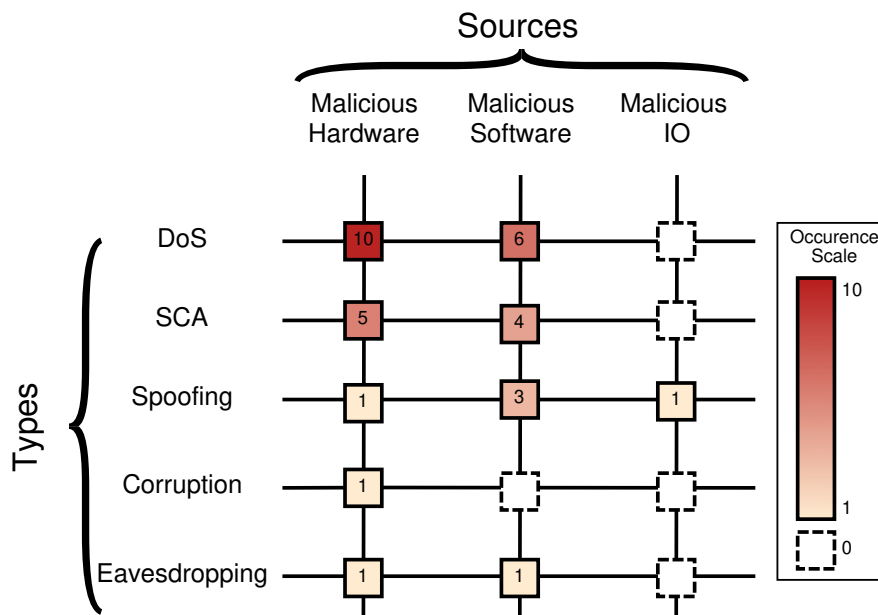 Sources
Malicious
Hardware
Malicious
Software
Malicious
IO
Types
DoS
10
6
SCA
5
4
Spoofing
1
3
1
Corruption
1
Eavesdropping
1
1
Occurence
Scale
10
1
0